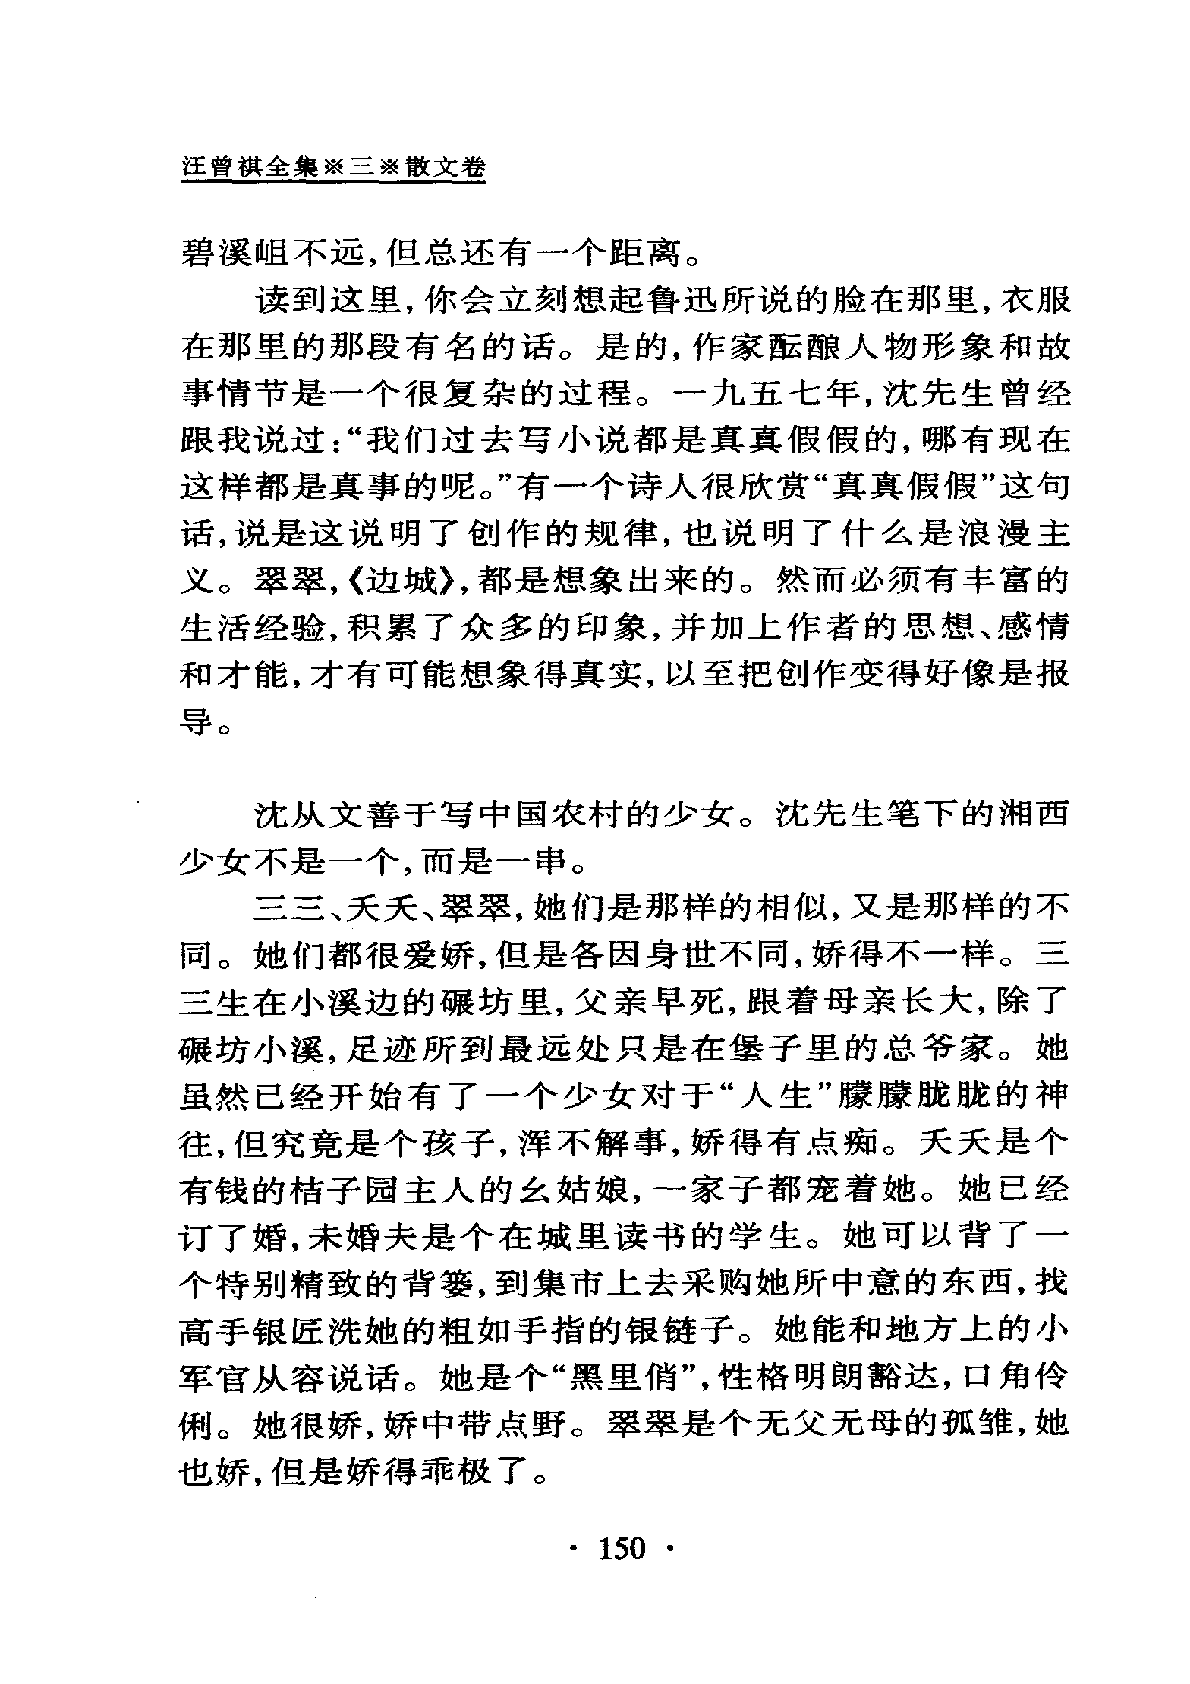 汪曾祺全集※三※散文卷
碧溪岨不远，但总还有一个距离。
读到这里，你会立刻想起鲁迅所说的脸在那里，衣服
在那里的那段有名的话。是的，作家酝酿人物形象和故
事情节是一个很复杂的过程。一九五七年，沈先生曾经
跟我说过：“我们过去写小说都是真真假假的，哪有现在
这样都是真事的呢。”有一个诗人很欣赏“真真假假”这句
话，说是这说明了创作的规律，也说明了什么是浪漫主
义。翠翠，《边城》，都是想象出来的。然而必须有丰富的
生活经验，积累了众多的印象，并加上作者的思想、感情
和才能，才有可能想象得真实，以至把创作变得好像是报
导。
沈从文善于写中国农村的少女。沈先生笔下的湘西
少女不是一个，而是一串。
三三、夭夭、翠翠，她们是那样的相似，又是那样的不
同。她们都很爱娇，但是各因身世不同，娇得不一样。三
三生在小溪边的碾坊里，父亲早死，跟着母亲长大，除了
碾坊小溪，足迹所到最远处只是在堡子里的总爷家。她
虽然已经开始有了一个少女对于“人生”朦朦胧胧的神
往，但究竟是个孩子，浑不解事，娇得有点痴。夭夭是个
有钱的桔子园主人的幺姑娘，一家子都宠着她。她已经
订了婚，未婚夫是个在城里读书的学生。她可以背了一
个特别精致的背篓，到集市上去采购她所中意的东西，找
高手银匠洗她的粗如手指的银链子。她能和地方上的小
军官从容说话。她是个“黑里俏”，性格明朗豁达，口角伶
俐。她很娇，娇中带点野。翠翠是个无父无母的孤雏，她
也娇，但是娇得乖极了。
· 150 ·